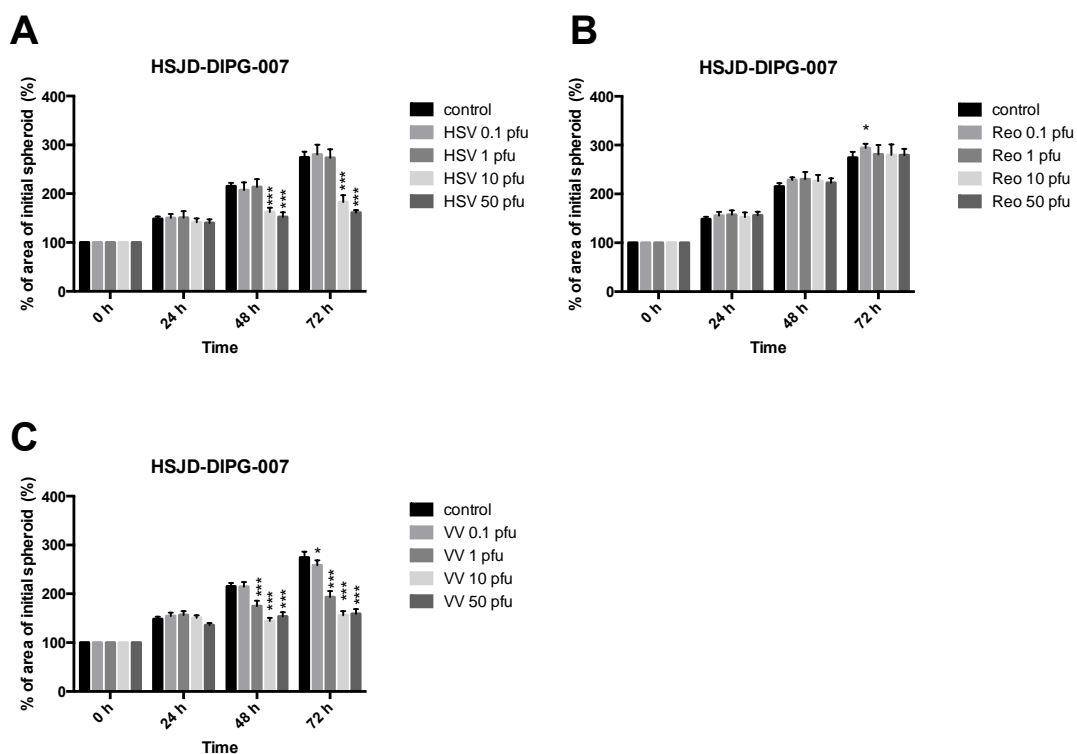 A
HSJD-DIPG-007
% of area of initial spheroid (%)
400
300
200
100
0
***
***
***
***
0 h
24 h
48 h
72 h
Time
control
HSV 0.1 pfu
HSV 1 pfu
HSV 10 pfu
HSV 50 pfu
B
HSJD-DIPG-007
% of area of initial spheroid (%)
400
300
200
100
0
*
0 h
24 h
48 h
72 h
Time
control
Reo 0.1 pfu
Reo 1 pfu
Reo 10 pfu
Reo 50 pfu
C
HSJD-DIPG-007
% of area of initial spheroid (%)
400
300
200
100
0
***
***
***
*
***
***
***
0 h
24 h
48 h
72 h
Time
control
VV 0.1 pfu
VV 1 pfu
VV 10 pfu
VV 50 pfu